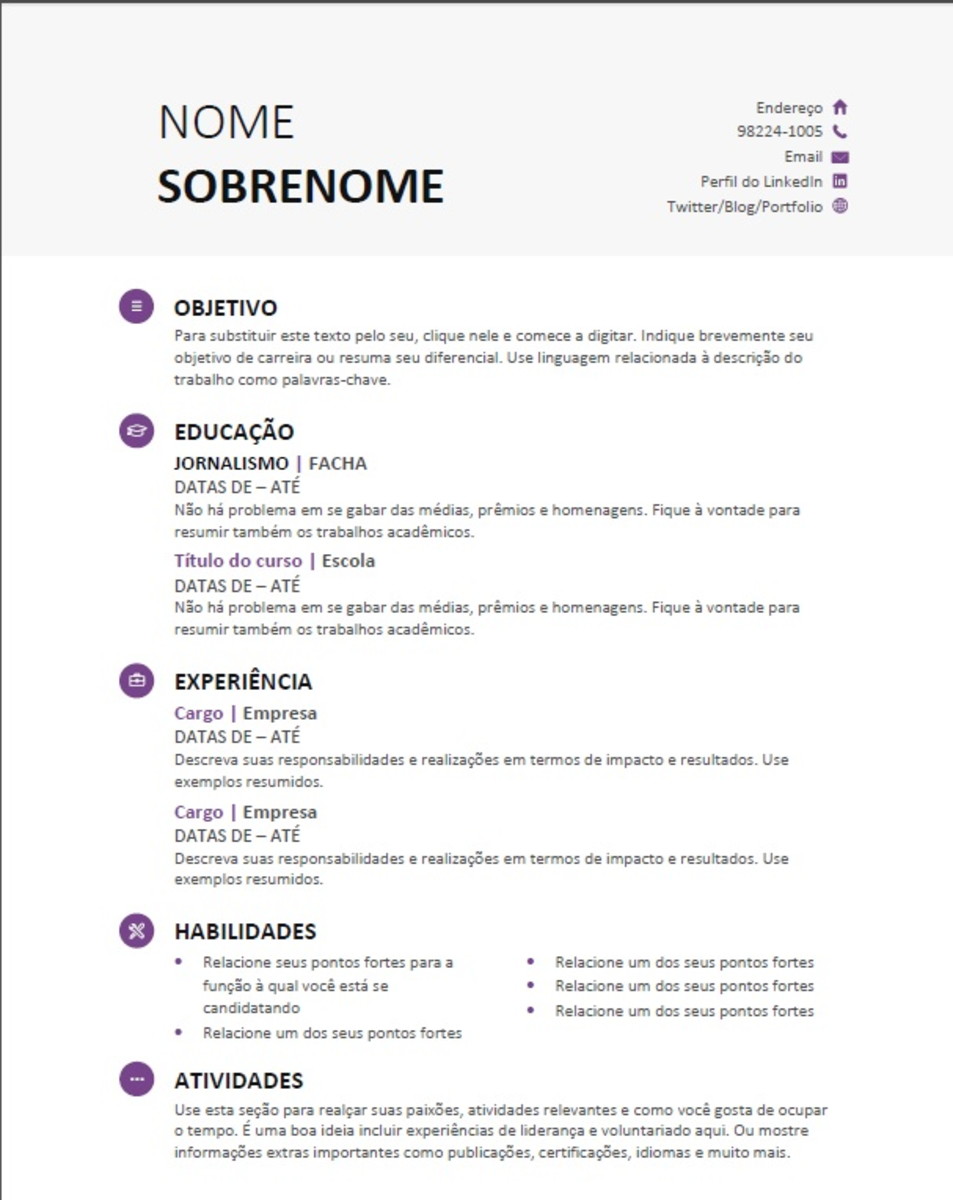 NOME
SOBRENOME
Endereço
98224-1005
Email
Perfil do LinkedIn
Twitter/Blog/Portfolio
OBJETIVO
Para substituir este texto pelo seu, clique nele e comece a digitar. Indique brevemente seu
objetivo de carreira ou resuma seu diferencial. Use linguagem relacionada à descrição do
trabalho como palavras-chave.
EDUCAÇÃO
JORNALISMO | FACHA
DATAS DE – ATÉ
Não há problema em se gabar das médias, prêmios e homenagens. Fique à vontade para
resumir também os trabalhos acadêmicos.
Título do curso | Escola
DATAS DE – ATÉ
Não há problema em se gabar das médias, prêmios e homenagens. Fique à vontade para
resumir também os trabalhos acadêmicos.
EXPERIÊNCIA
Cargo | Empresa
DATAS DE – ATÉ
Descreva suas responsabilidades e realizações em termos de impacto e resultados. Use
exemplos resumidos.
Cargo | Empresa
DATAS DE – ATÉ
Descreva suas responsabilidades e realizações em termos de impacto e resultados. Use
exemplos resumidos.
HABILIDADES
• Relacione seus pontos fortes para a
função à qual você está se
candidatando
• Relacione um dos seus pontos fortes
• Relacione um dos seus pontos fortes
• Relacione um dos seus pontos fortes
• Relacione um dos seus pontos fortes
ATIVIDADES
Use esta seção para realçar suas paixões, atividades relevantes e como você gosta de ocupar
o tempo. É uma boa ideia incluir experiências de liderança e voluntariado aqui. Ou mostre
informações extras importantes como publicações, certificações, idiomas e muito mais.